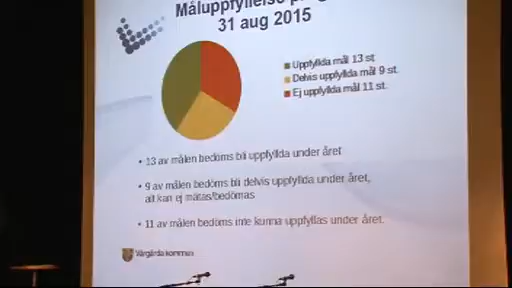 Måluppfyllelse
31 aug 2015
Uppfyllda mål 13 st
Delvis uppfyllda mål 9 st.
Ej uppfyllda mål 11 st.
• 13 av målen bedöms bli uppfyllda under året
• 9 av målen bedöms bli delvis uppfyllda under året,
alt kan ej mätas/bedömas
• 11 av målen bedöms inte kunna uppfyllas under året.
Vårgårda kommun